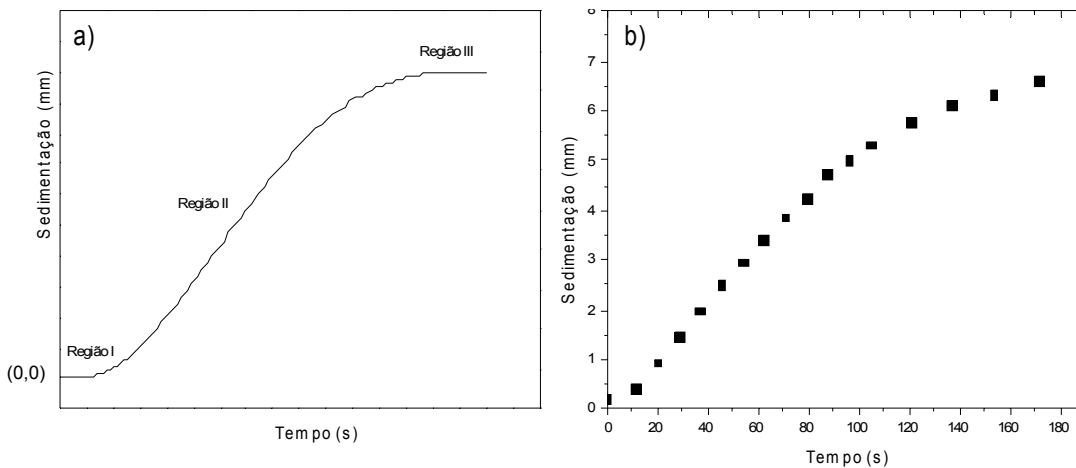 a)
Região III
Região II
Região I
(0,0)
Sedimentação (mm)
Tempo (s)
b)
8
7
6
5
4
3
2
1
0
0 20 40 60 80 100 120 140 160 180
Sedimentação (mm)
Tempo (s)